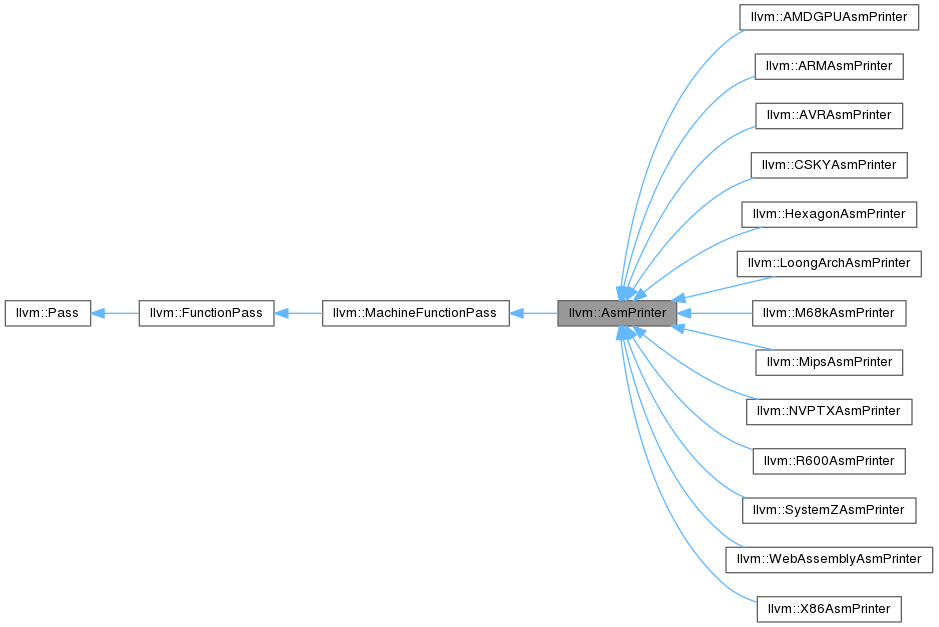 llvm::AMDGPUAsmPrinter
llvm::ARMAsmPrinter
llvm::AVRAsmPrinter
llvm::CSKYAsmPrinter
llvm::HexagonAsmPrinter
llvm::LoongArchAsmPrinter
llvm::Pass
llvm::FunctionPass
llvm::MachineFunctionPass
llvm::AsmPrinter
llvm::M68kAsmPrinter
llvm::MipsAsmPrinter
llvm::NVPTXAsmPrinter
llvm::R600AsmPrinter
llvm::SystemZAsmPrinter
llvm::WebAssemblyAsmPrinter
llvm::X86AsmPrinter